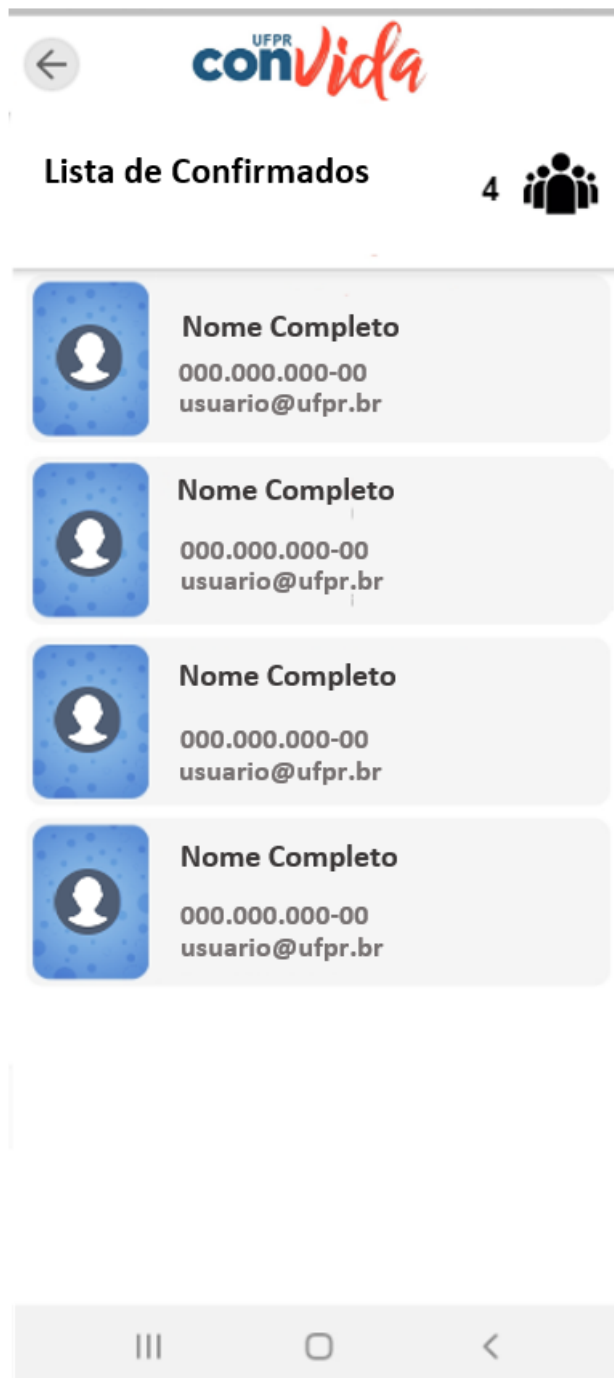 UFPR
conVida
Lista de Confirmados
4
Nome Completo
000.000.000-00
usuario@ufpr.br
Nome Completo
000.000.000-00
usuario@ufpr.br
Nome Completo
000.000.000-00
usuario@ufpr.br
Nome Completo
000.000.000-00
usuario@ufpr.br